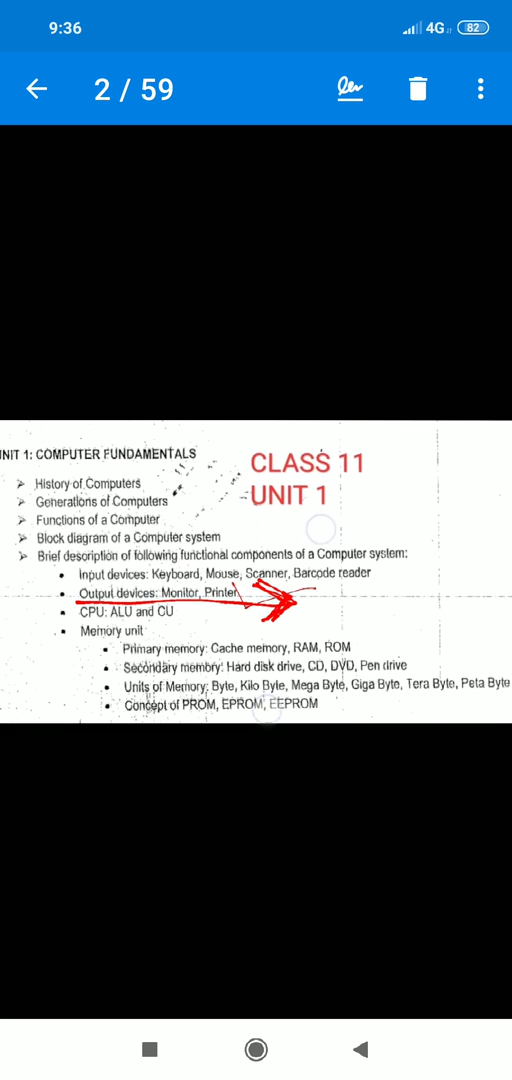 9:36
4G
82
2 / 59
NIT 1: COMPUTER FUNDAMENTALS
CLASS 11
UNIT 1
➢ History of Computers
➢ Generations of Computers
➢ Functions of a Computer
➢ Block diagram of a Computer system
➢ Brief description of following functional components of a Computer system:
• Input devices: Keyboard, Mouse, Scanner, Barcode reader
• Output devices: Monitor, Printer
• CPU: ALU and CU
• Memory unit
• Primary memory: Cache memory, RAM, ROM
• Secondary memory: Hard disk drive, CD, DVD, Pen drive
• Units of Memory: Byte, Kilo Byte, Mega Byte, Giga Byte, Tera Byte, Peta Byte
• Concept of PROM, EPROM, EEPROM